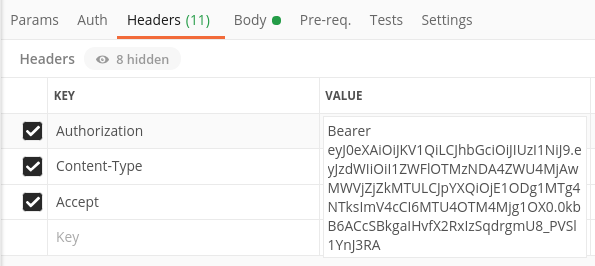 Params Auth Headers (11) Body Pre-req. Tests Settings
Headers 8 hidden
KEY VALUE
Authorization Bearer
eyJ0eXAiOiJKV1QiLCJhbGciOiJIUzI1NiJ9.e
yJzdWIiOiI1ZWFlOTMzNDA4ZWU4MjAw
MWVjZjZkMTULCJpYXQiOjE1ODg1MTg4
NTksImV4cCI6MTU4OTM4Mjg1OX0.0kb
B6ACcSBkgaIHvfX2RxIzSqdrgmU8_PVSl
1YnJ3RA
Content-Type
Accept
Key